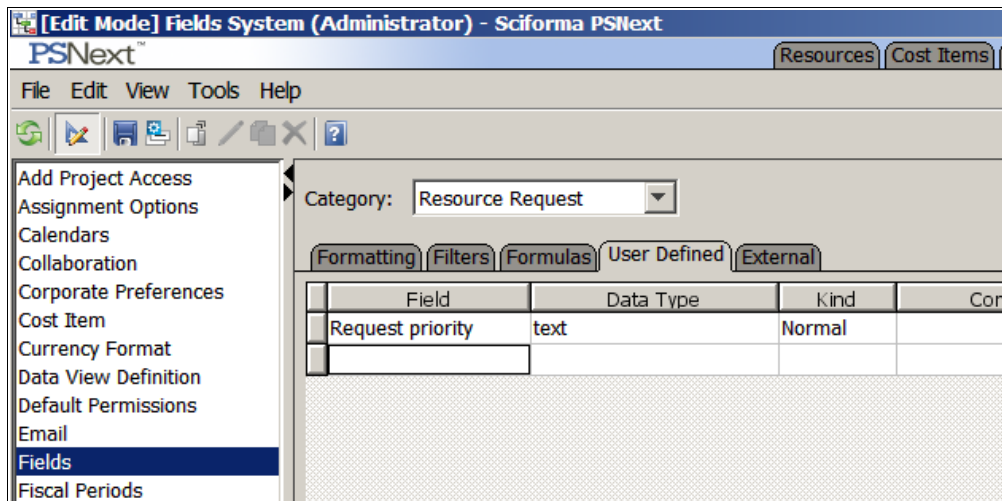 [Edit Mode] Fields System (Administrator) - Sciforma PSNext
PSNext™
Resources Cost Items
File Edit View Tools Help
Add Project Access
Assignment Options
Calendars
Collaboration
Corporate Preferences
Cost Item
Currency Format
Data View Definition
Default Permissions
Email
Fields
Fiscal Periods
Category: Resource Request
Formatting Filters Formulas User Defined External
Field Data Type Kind Cor
Request priority text Normal